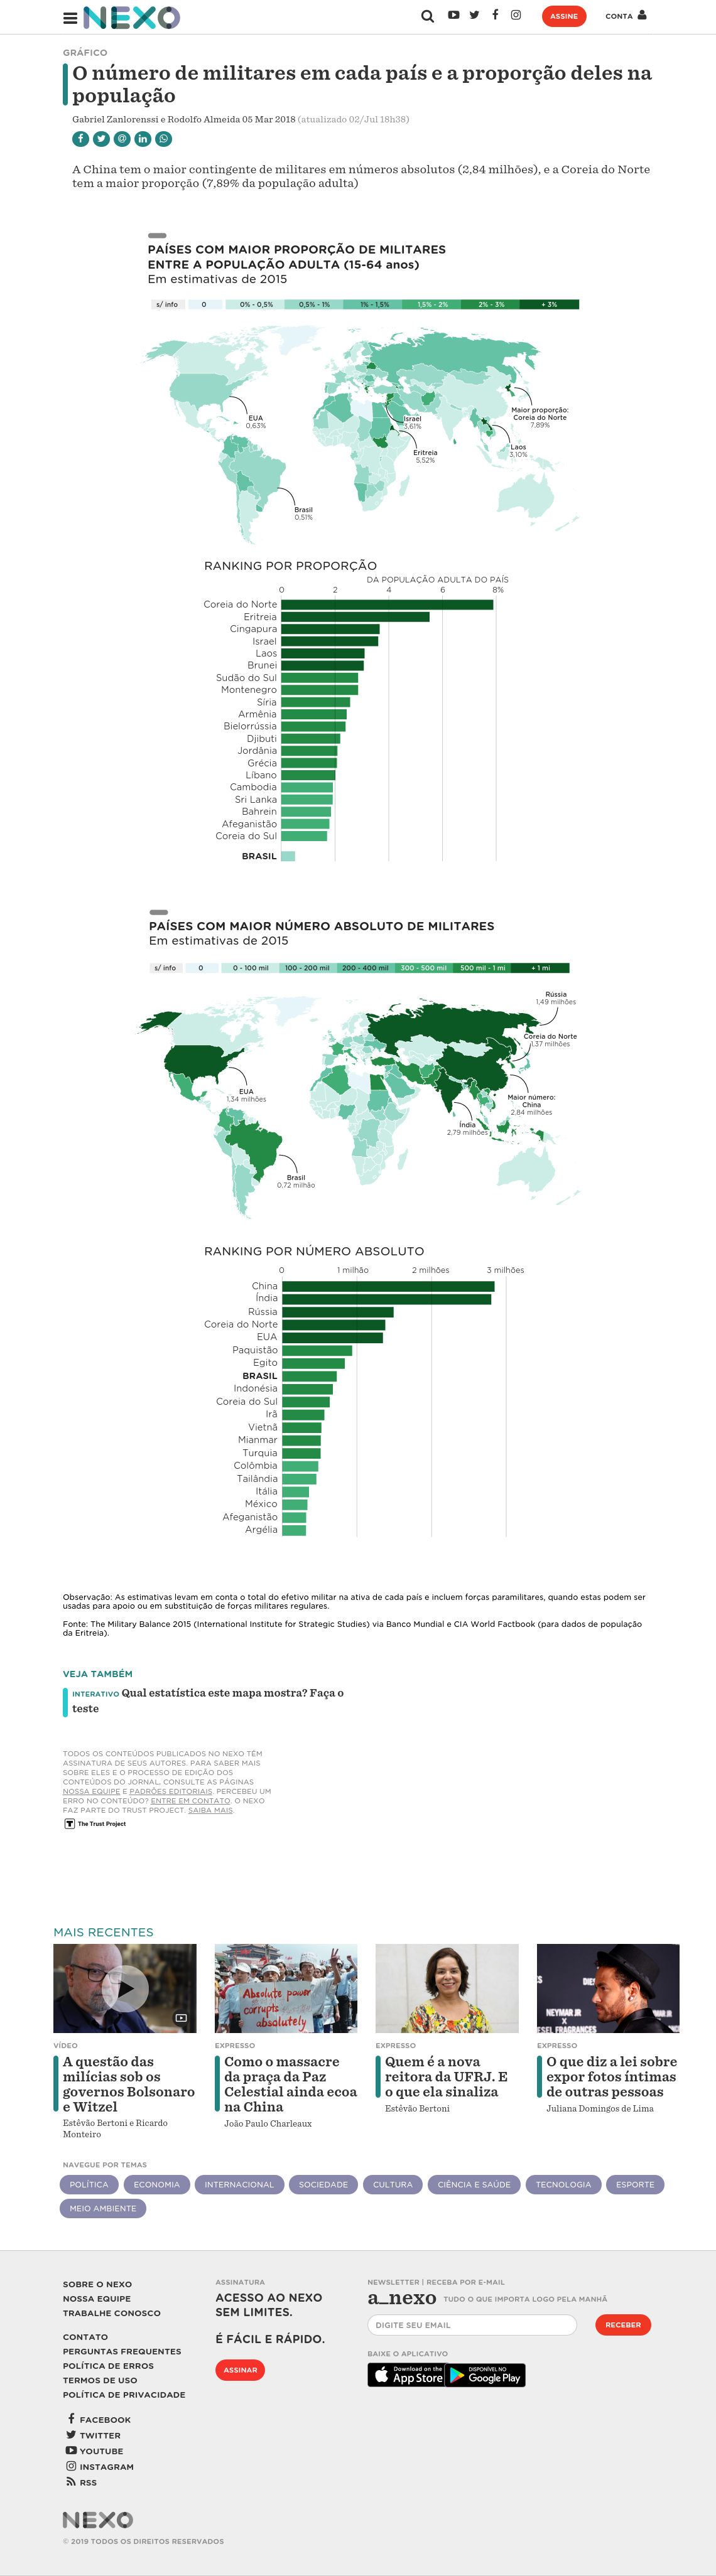 NEXO
ASSINE
CONTA
GRÁFICO
O número de militares em cada país e a proporção deles na
população
Gabriel Zanlorenssi e Rodolfo Almeida 05 Mar 2018 (atualizado 02/Jul 18h38)
A China tem o maior contingente de militares em números absolutos (2,84 milhões), e a Coreia do Norte
tem a maior proporção (7,89% da população adulta)
PAÍSES COM MAIOR PROPORÇÃO DE MILITARES
ENTRE A POPULAÇÃO ADULTA (15-64 anos)
Em estimativas de 2015
s/ info 0 0% - 0,5% 0,5% - 1% 1% - 1,5% 1,5% - 2% 2% - 3% + 3%
EUA
0,63%
Israel
3,61%
Maior proporção:
Coreia do Norte
7,89%
Eritreia
5,52%
Laos
3,10%
Brasil
0,51%
RANKING POR PROPORÇÃO
DA POPULAÇÃO ADULTA DO PAÍS
0 2 4 6 8%
Coreia do Norte
Eritreia
Cingapura
Israel
Laos
Brunei
Sudão do Sul
Montenegro
Síria
Armênia
Bielorrússia
Djibuti
Jordânia
Grécia
Líbano
Cambodia
Sri Lanka
Bahrein
Afeganistão
Coreia do Sul
BRASIL
PAÍSES COM MAIOR NÚMERO ABSOLUTO DE MILITARES
Em estimativas de 2015
s/ info 0 0 - 100 mil 100 - 200 mil 200 - 400 mil 300 - 500 mil 500 mil - 1 mi + 1 mi
Rússia
1,49 milhões
Coreia do Norte
1,37 milhões
EUA
1,34 milhões
Maior número:
China
2,84 milhões
Índia
2,79 milhões
Brasil
0,72 milhão
RANKING POR NÚMERO ABSOLUTO
0 1 milhão 2 milhões 3 milhões
China
Índia
Rússia
Coreia do Norte
EUA
Paquistão
Egito
BRASIL
Indonésia
Coreia do Sul
Irã
Vietnã
Mianmar
Turquia
Colômbia
Tailândia
Itália
México
Afeganistão
Argélia
Observação: As estimativas levam em conta o total do efetivo militar na ativa de cada país e incluem forças paramilitares, quando estas podem ser
usadas para apoio ou em substituição de forças militares regulares.
Fonte: The Military Balance 2015 (International Institute for Strategic Studies) via Banco Mundial e CIA World Factbook (para dados de população
da Eritreia).
VEJA TAMBÉM
INTERATIVO Qual estatística este mapa mostra? Faça o
teste
TODOS OS CONTEÚDOS PUBLICADOS NO NEXO TÊM
ASSINATURA DE SEUS AUTORES. PARA SABER MAIS
SOBRE ELES E O PROCESSO DE EDIÇÃO DOS
CONTEÚDOS DO JORNAL, CONSULTE AS PÁGINAS
NOSSA EQUIPE E PADRÕES EDITORIAIS. PERCEBEU UM
ERRO NO CONTEÚDO? ENTRE EM CONTATO. O NEXO
FAZ PARTE DO TRUST PROJECT. SAIBA MAIS.
The Trust Project
MAIS RECENTES
Absolute power
corrupts
absolutely
NEYMAR JR
X
DIESEL FRAGRANCES
VÍDEO
A questão das
milícias sob os
governos Bolsonaro
e Witzel
Estêvão Bertoni e Ricardo
Monteiro
EXPRESSO
Como o massacre
da praça da Paz
Celestial ainda ecoa
na China
João Paulo Charleaux
EXPRESSO
Quem é a nova
reitora da UFRJ. E
o que ela sinaliza
Estêvão Bertoni
EXPRESSO
O que diz a lei sobre
expor fotos íntimas
de outras pessoas
Juliana Domingos de Lima
NAVEGUE POR TEMAS
POLÍTICA ECONOMIA INTERNACIONAL SOCIEDADE CULTURA CIÊNCIA E SAÚDE TECNOLOGIA ESPORTE
MEIO AMBIENTE
SOBRE O NEXO
NOSSA EQUIPE
TRABALHE CONOSCO
CONTATO
PERGUNTAS FREQUENTES
POLÍTICA DE ERROS
TERMOS DE USO
POLÍTICA DE PRIVACIDADE
FACEBOOK
TWITTER
YOUTUBE
INSTAGRAM
RSS
ASSINATURA
ACESSO AO NEXO
SEM LIMITES.
É FÁCIL E RÁPIDO.
ASSINAR
NEWSLETTER | RECEBA POR E-MAIL
a_nexo TUDO O QUE IMPORTA LOGO PELA MANHÃ
DIGITE SEU EMAIL
RECEBER
BAIXE O APLICATIVO
Download on the
App Store
DISPONÍVEL NO
Google Play
NEXO
© 2019 TODOS OS DIREITOS RESERVADOS